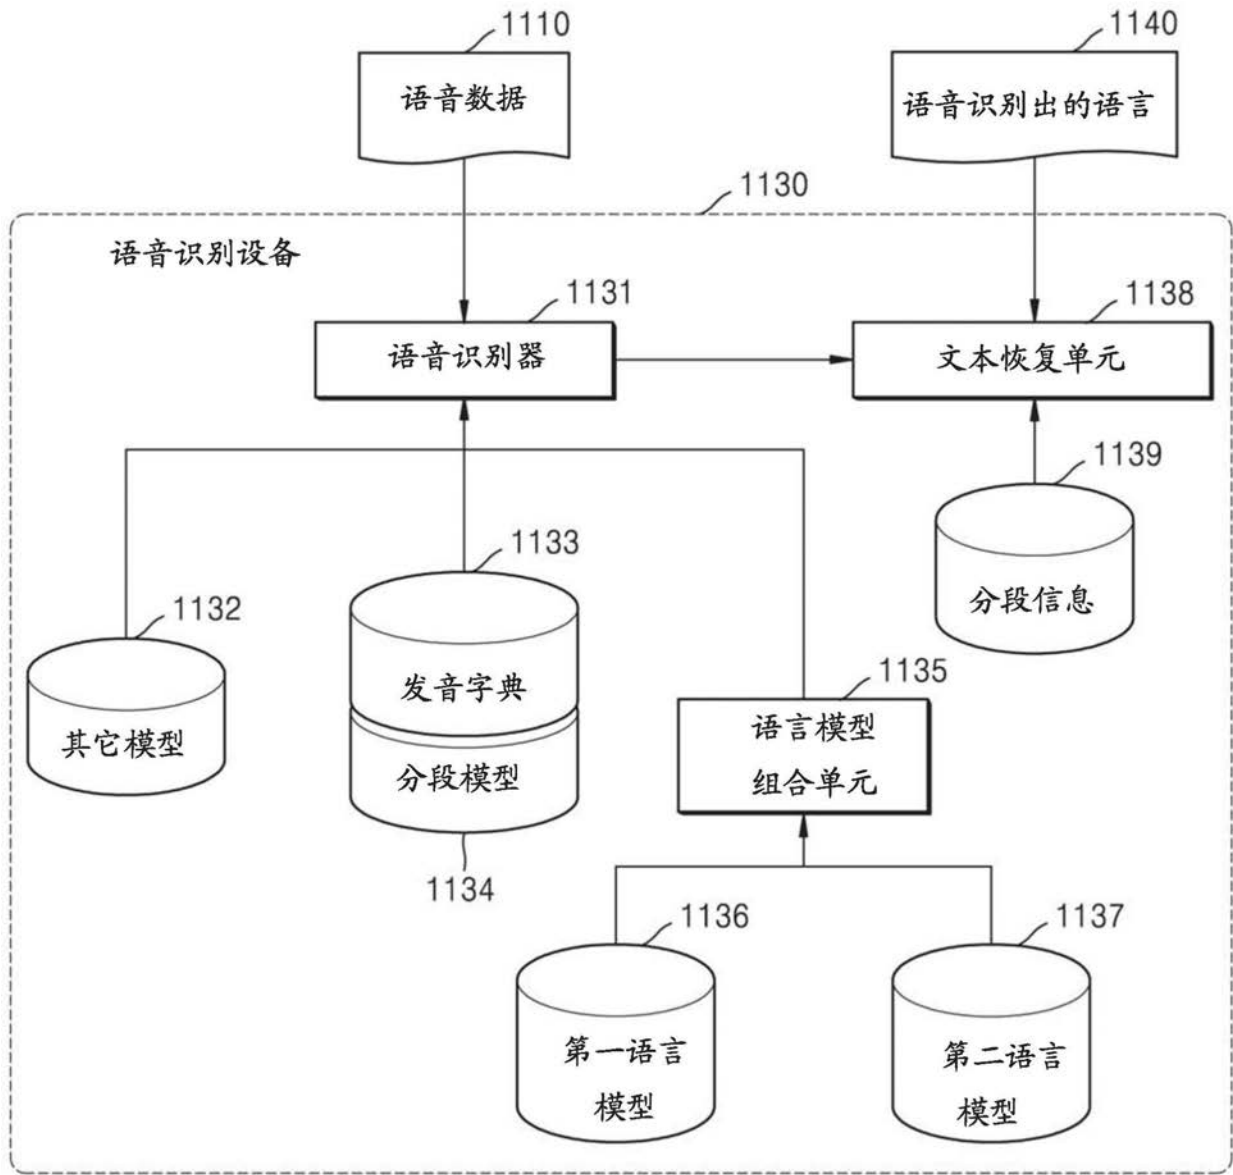 1110
1140
语音数据
语音识别出的语言
1130
语音识别设备
1131
1138
语音识别器
文本恢复单元
1139
1133
分段信息
1132
1135
发音字典
语言模型
组合单元
其它模型
分段模型
1134
1136
1137
第一语言
模型
第二语言
模型